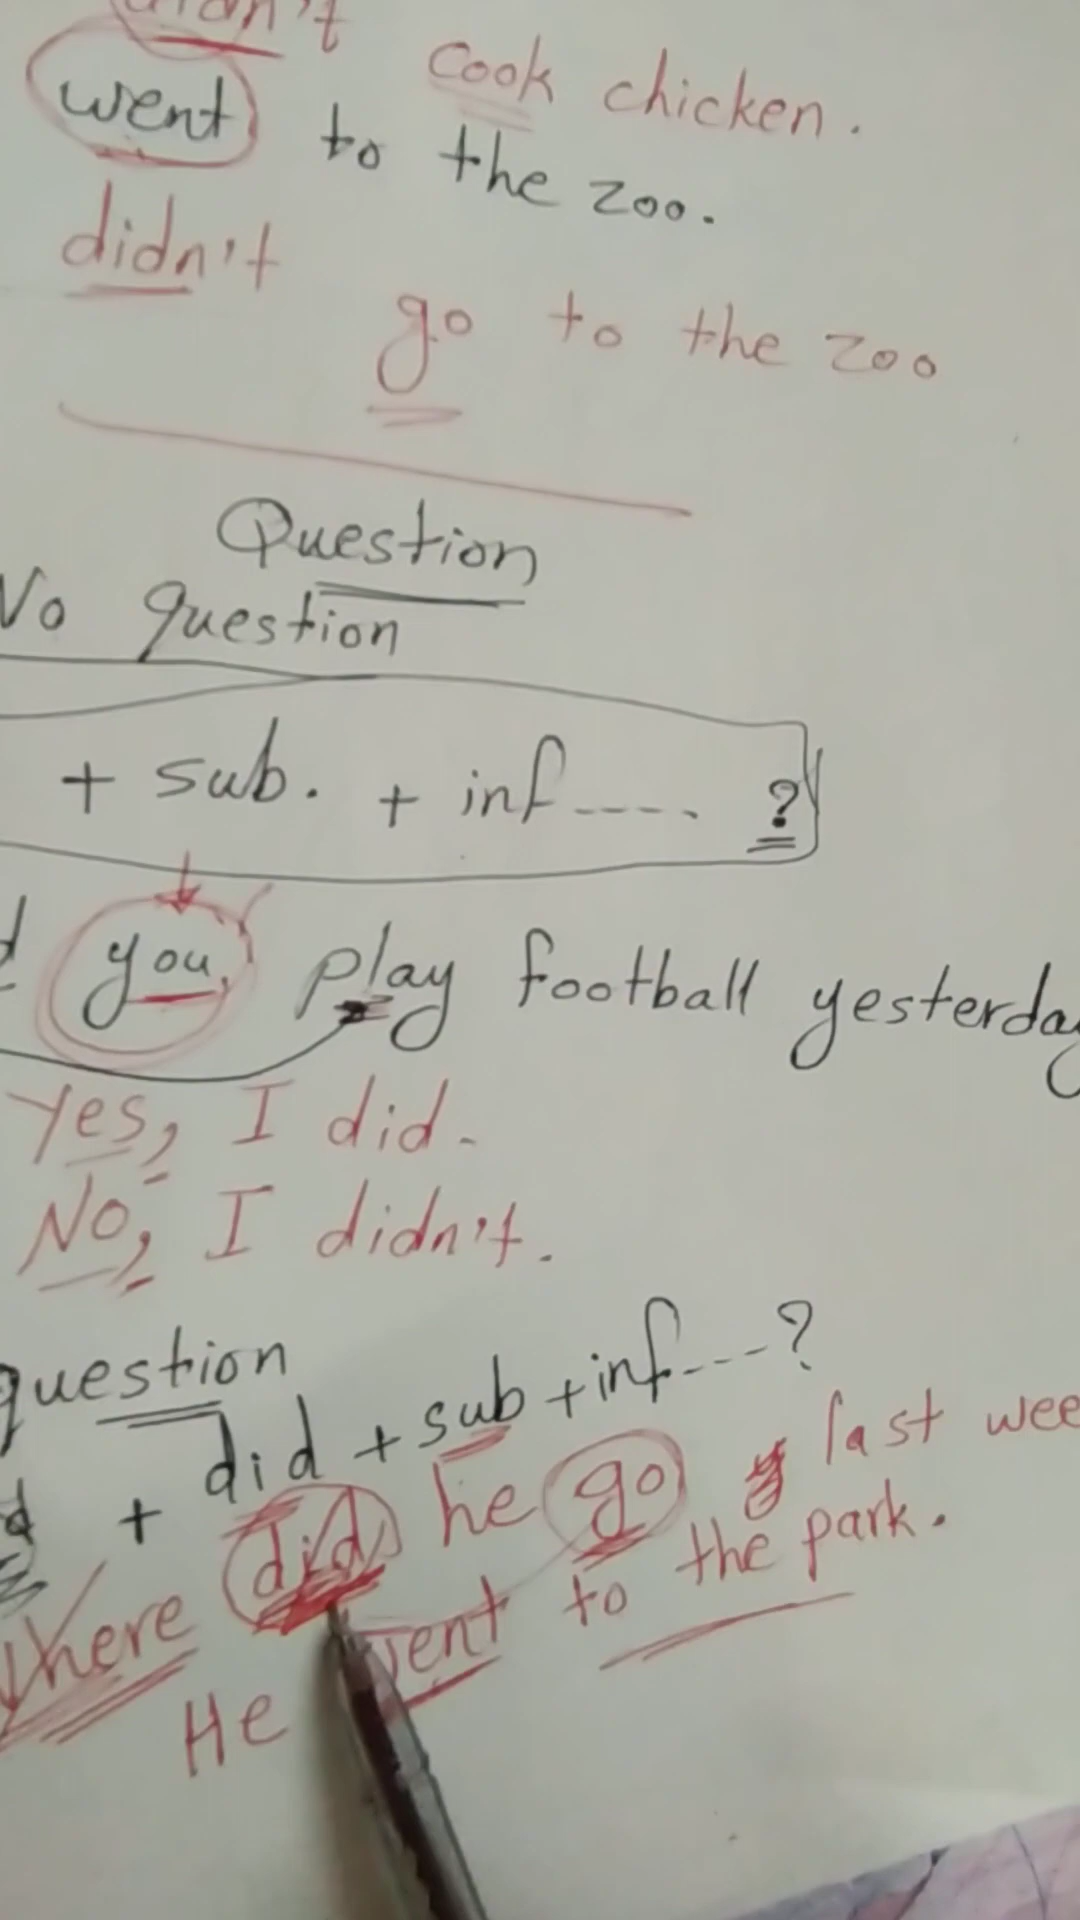 didn't cook chicken.
went to the zoo.
didn't go to the zoo
Question
No question
+ sub. + inf----- ?
you play football yesterday
Yes, I did.
No, I didn't.
question
+ did + sub + inf----?
Where did he go last wee
He went to the park.